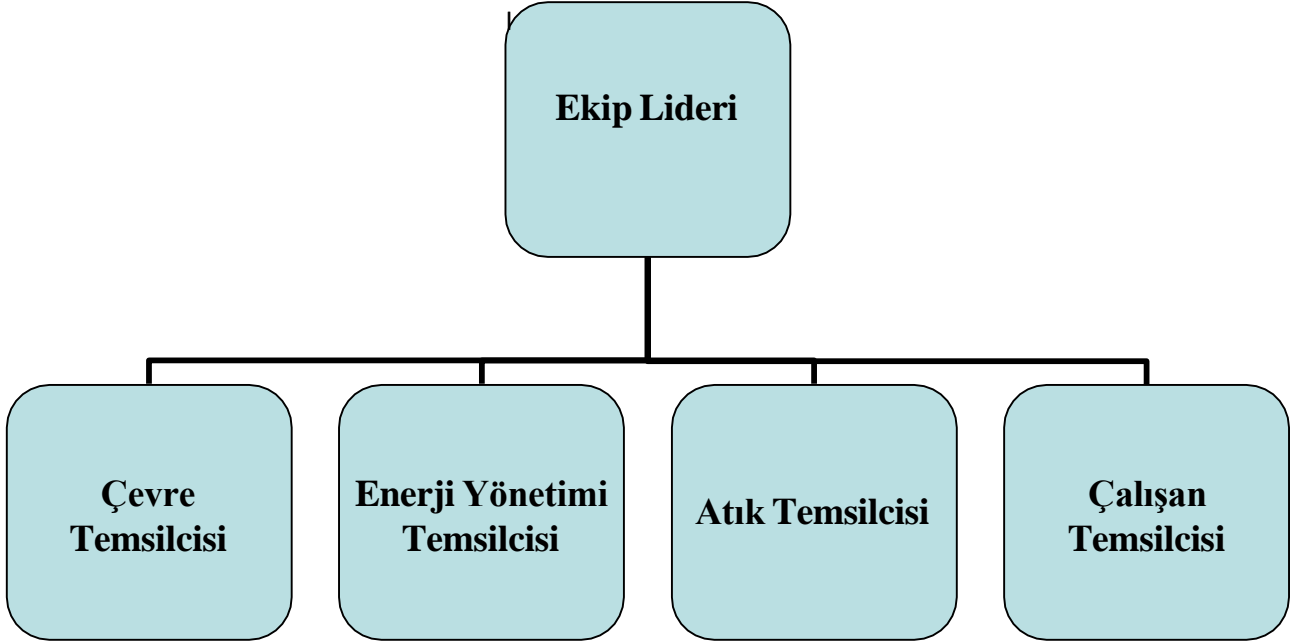 Ekip Lideri
Çevre
Temsilcisi
Enerji Yönetimi
Temsilcisi
Atık Temsilcisi
Çalışan
Temsilcisi